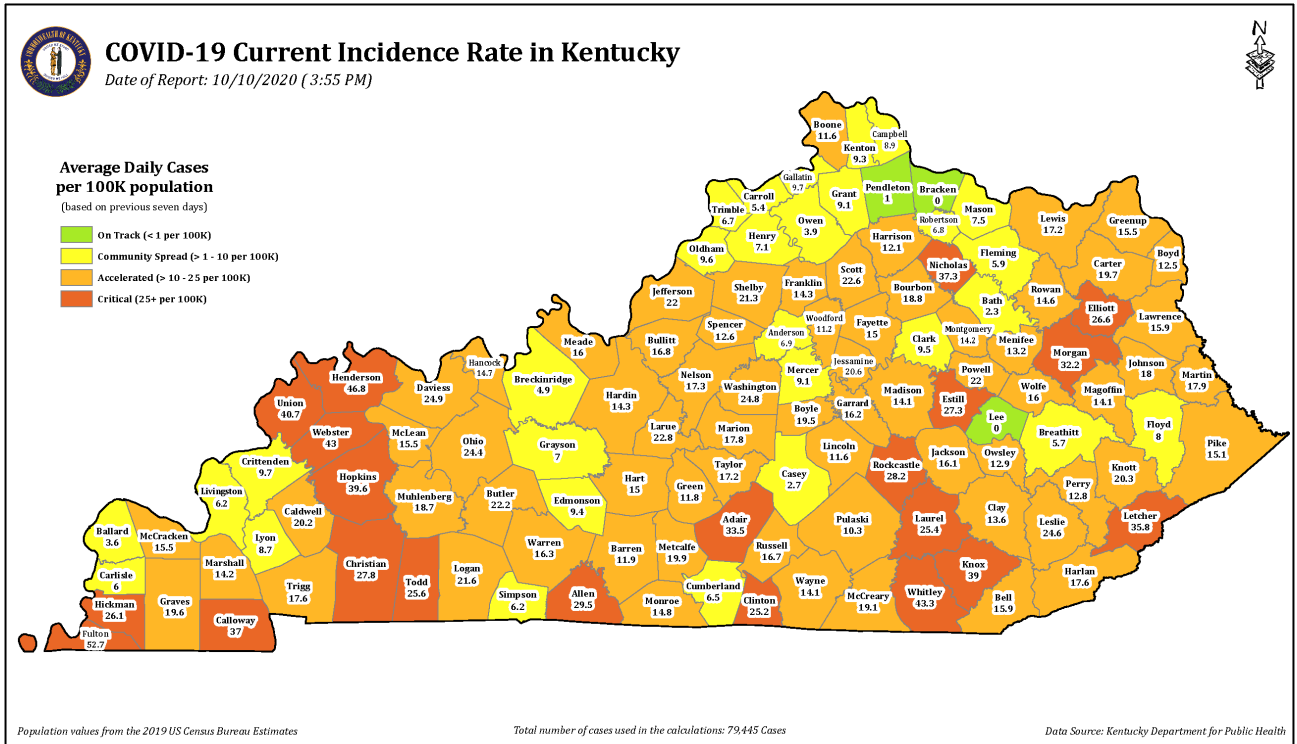 COVID-19 Current Incidence Rate in Kentucky
Date of Report: 10/10/2020 ( 3:55 PM)
N
Average Daily Cases
per 100K population
(based on previous seven days)
On Track (< 1 per 100K)
Community Spread (> 1 - 10 per 100K)
Accelerated (> 10 - 25 per 100K)
Critical (25+ per 100K)
Boone
11.6
Kenton
9.3
Campbell
8.9
Gallatin
9.7
Carroll
5.4
Trimble
6.7
Grant
9.1
Pendleton
1
Bracken
0
Mason
7.5
Robertson
6.8
Owen
3.9
Henry
7.1
Oldham
9.6
Harrison
12.1
Lewis
17.2
Greenup
15.5
Boyd
12.5
Fleming
5.9
Nicholas
37.3
Carter
19.7
Scott
22.6
Franklin
14.3
Shelby
21.3
Jefferson
22
Bourbon
18.8
Rowan
14.6
Bath
2.3
Elliott
26.6
Lawrence
15.9
Woodford
11.2
Fayette
15
Spencer
12.6
Anderson
6.9
Montgomery
14.2
Clark
9.5
Menifee
13.2
Morgan
32.2
Johnson
18
Martin
17.9
Meade
16
Bullitt
16.8
Hancock
14.7
Henderson
46.8
Daviess
24.9
Breckinridge
4.9
Nelson
17.3
Washington
24.8
Mercer
9.1
Jessamine
20.6
Madison
14.1
Powell
22
Wolfe
16
Magoffin
14.1
Union
40.7
Hardin
14.3
Boyle
19.5
Garrard
16.2
Estill
27.3
Lee
0
Breathitt
5.7
Floyd
8
Pike
15.1
Webster
43
McLean
15.5
Ohio
24.4
Grayson
7
Larue
22.8
Marion
17.8
Lincoln
11.6
Rockcastle
28.2
Jackson
16.1
Owsley
12.9
Knott
20.3
Crittenden
9.7
Hopkins
39.6
Taylor
17.2
Casey
2.7
Perry
12.8
Livingston
6.2
Caldwell
20.2
Muhlenberg
18.7
Butler
22.2
Edmonson
9.4
Hart
15
Green
11.8
Adair
33.5
Pulaski
10.3
Laurel
25.4
Clay
13.6
Leslie
24.6
Letcher
35.8
Ballard
3.6
McCracken
15.5
Lyon
8.7
Warren
16.3
Barren
11.9
Metcalfe
19.9
Russell
16.7
Carlisle
6
Marshall
14.2
Trigg
17.6
Christian
27.8
Todd
25.6
Logan
21.6
Simpson
6.2
Allen
29.5
Monroe
14.8
Cumberland
6.5
Clinton
25.2
Wayne
14.1
McCreary
19.1
Whitley
43.3
Knox
39
Bell
15.9
Harlan
17.6
Hickman
26.1
Graves
19.6
Calloway
37
Fulton
52.7
Population values from the 2019 US Census Bureau Estimates
Total number of cases used in the calculations: 79,445 Cases
Data Source: Kentucky Department for Public Health